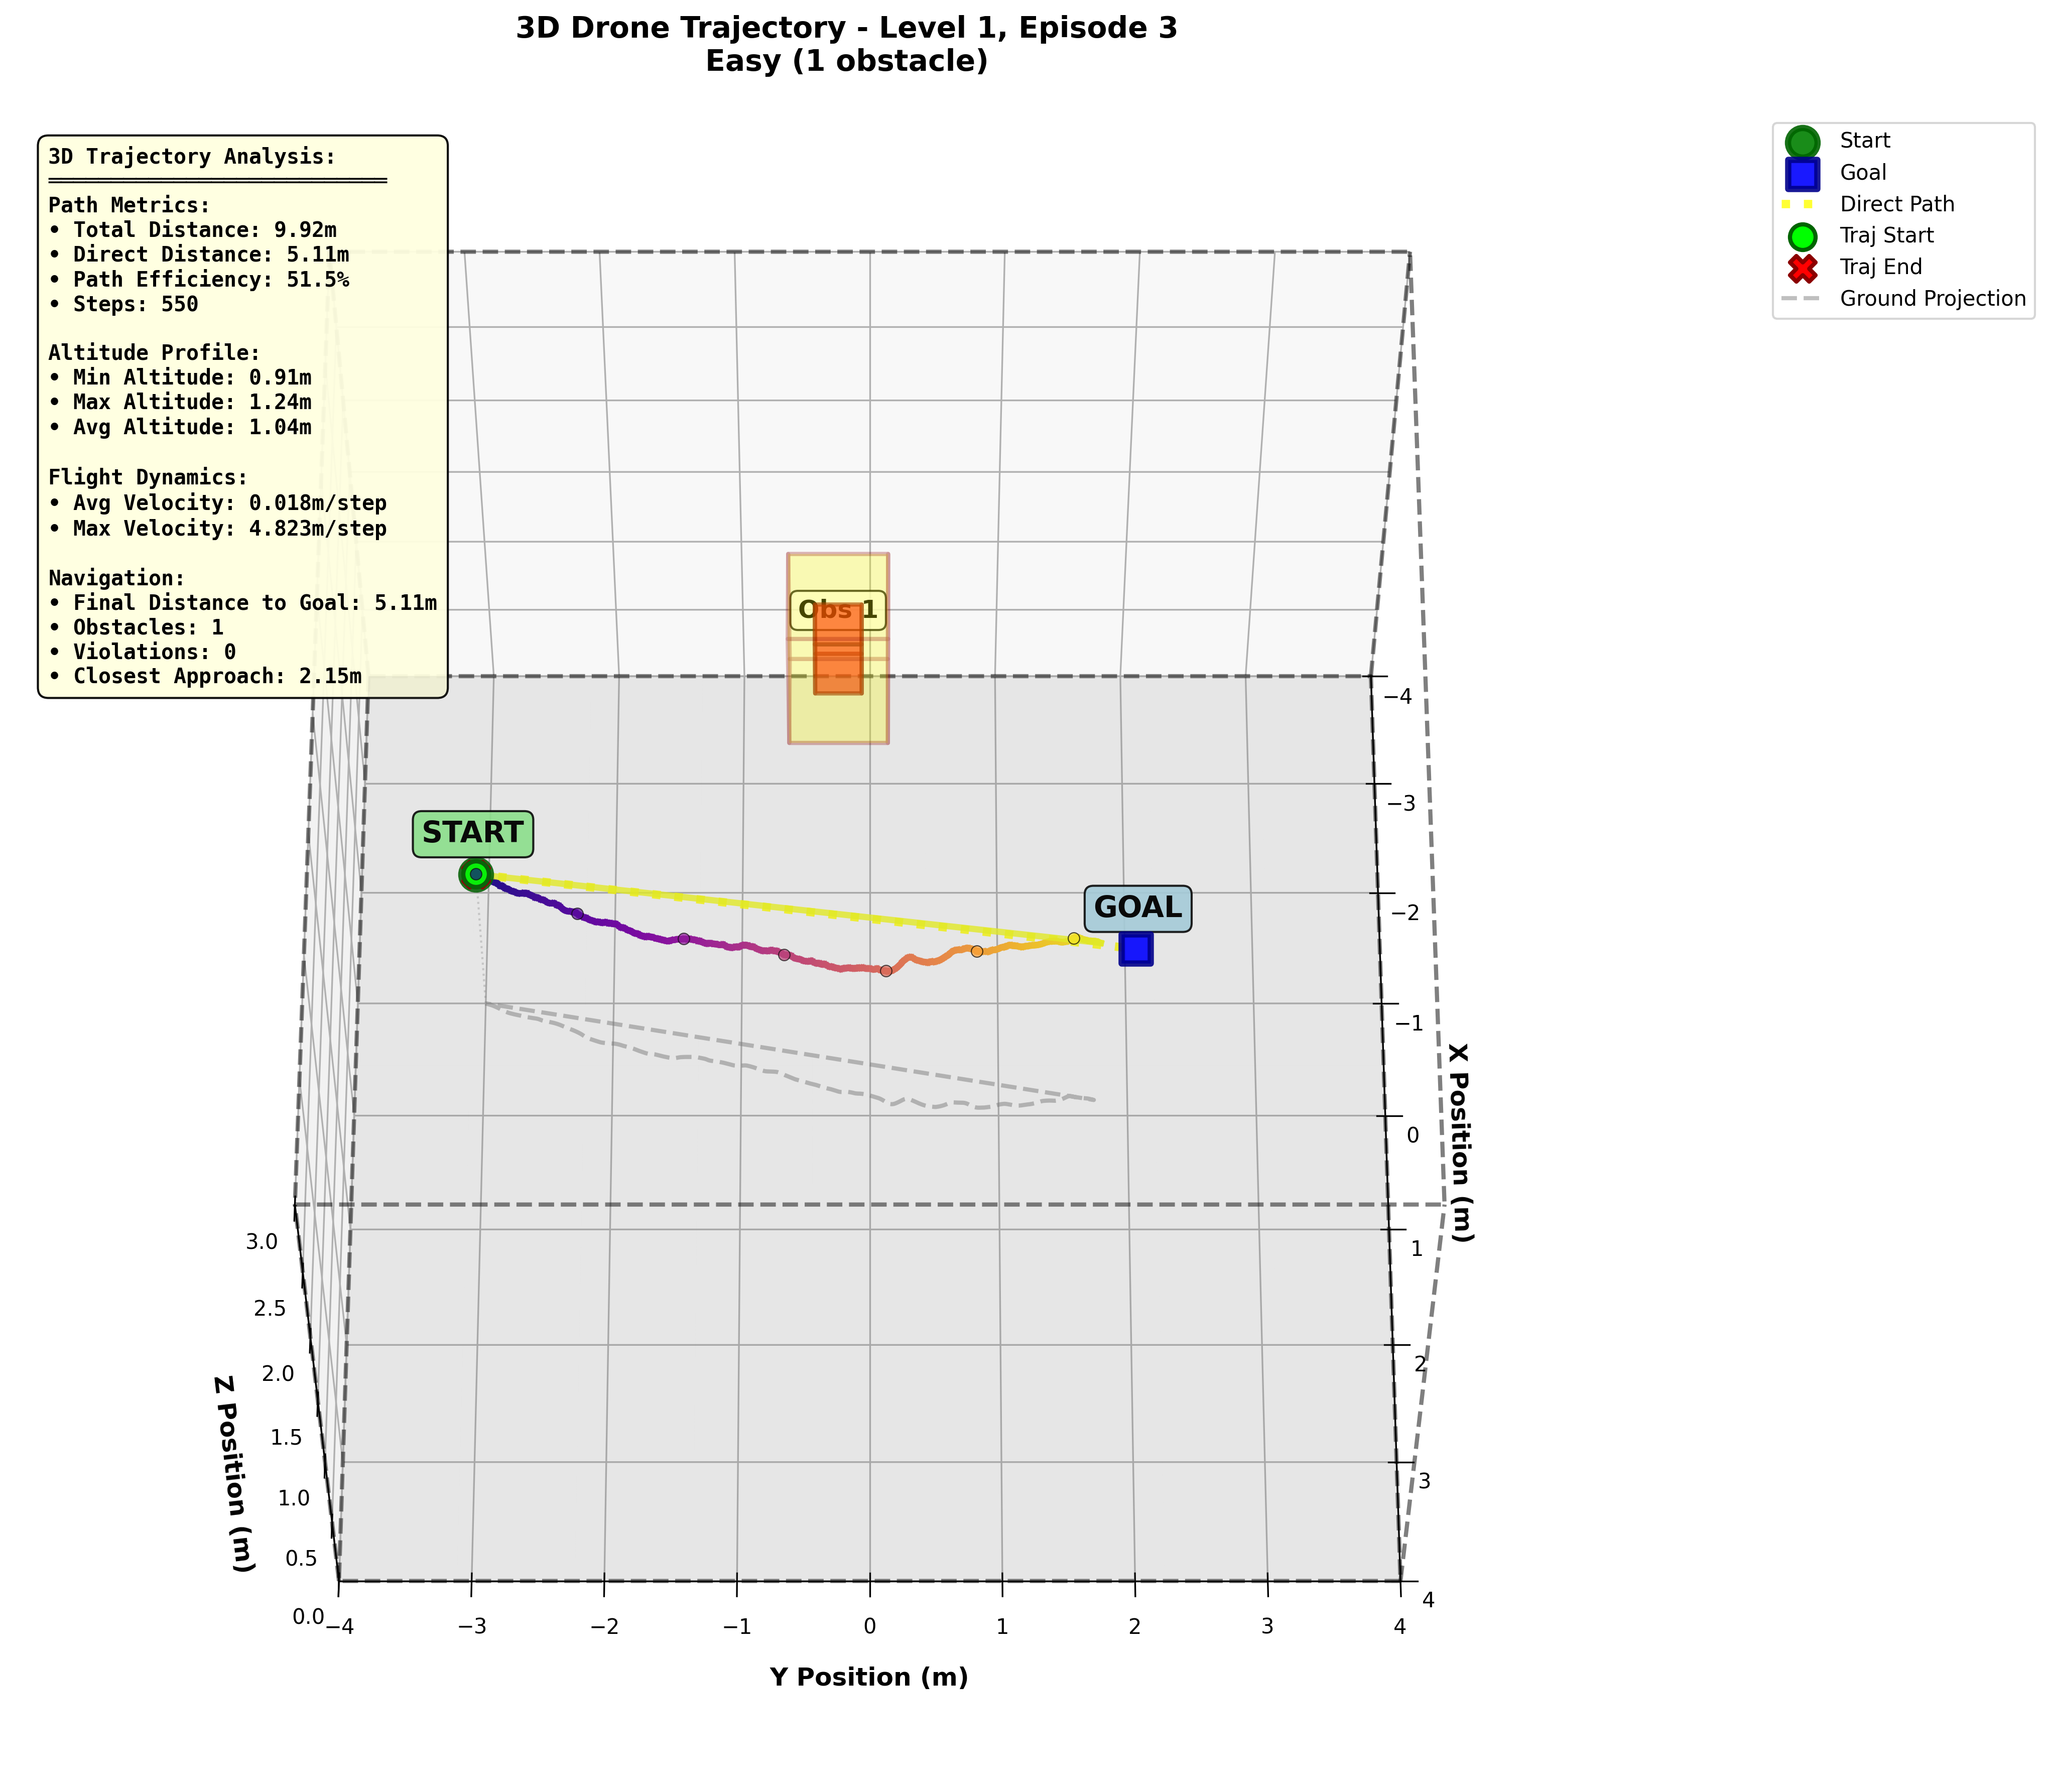 3D Drone Trajectory - Level 1, Episode 3
Easy (1 obstacle)
3D Trajectory Analysis:
Path Metrics:
• Total Distance: 9.92m
• Direct Distance: 5.11m
• Path Efficiency: 51.5%
• Steps: 550
Altitude Profile:
• Min Altitude: 0.91m
• Max Altitude: 1.24m
• Avg Altitude: 1.04m
Flight Dynamics:
• Avg Velocity: 0.018m/step
• Max Velocity: 4.823m/step
Navigation:
• Final Distance to Goal: 5.11m
• Obstacles: 1
• Violations: 0
• Closest Approach: 2.15m
Start
Goal
Direct Path
Traj Start
Traj End
Ground Projection
Obs 1
START
GOAL
−4
−3
−2
−1
0
1
2
3
4
X Position (m)
3.0
2.5
2.0
1.5
1.0
0.5
0.0
Z Position (m)
−4
−3
−2
−1
0
1
2
3
4
Y Position (m)